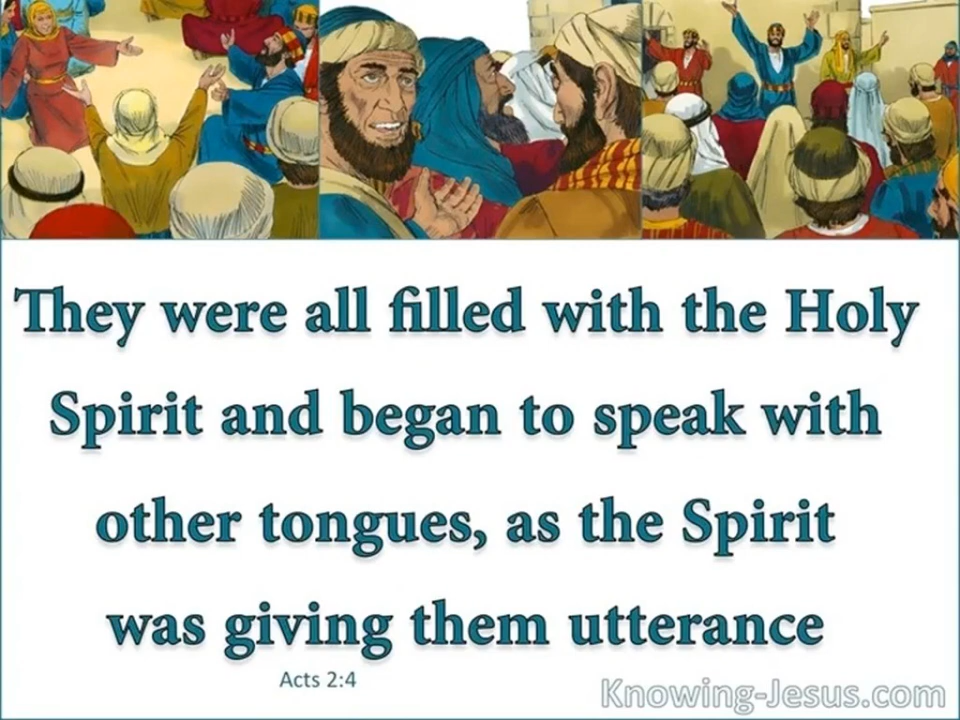 They were all filled with the Holy
Spirit and began to speak with
other tongues, as the Spirit
was giving them utterance
Acts 2:4
Knowing-Jesus.com